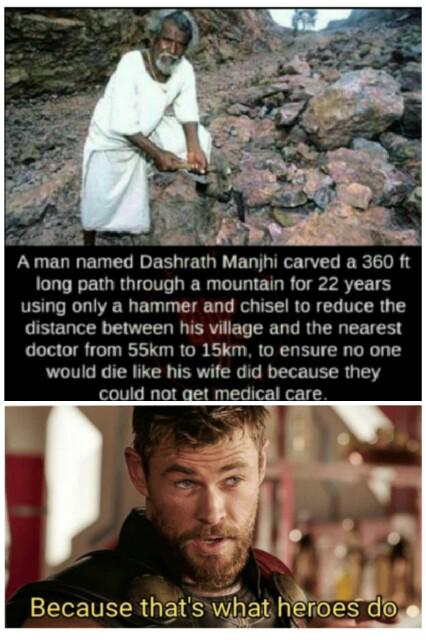 A man named Dashrath Manjhi carved a 360 ft
long path through a mountain for 22 years
using only a hammer and chisel to reduce the
distance between his village and the nearest
doctor from 55km to 15km, to ensure no one
would die like his wife did because they
could not get medical care.
Because that's what heroes do